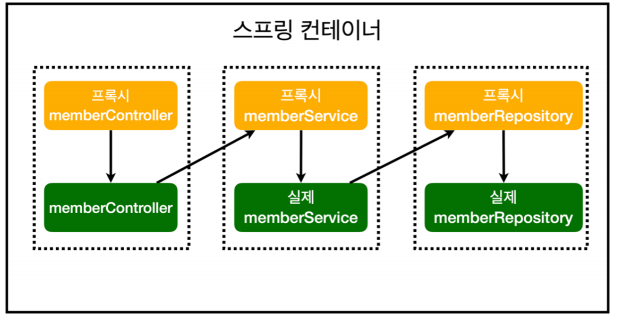 스프링 컨테이너
프록시
memberController
프록시
memberService
프록시
memberRepository
memberController
실제
memberService
실제
memberRepository